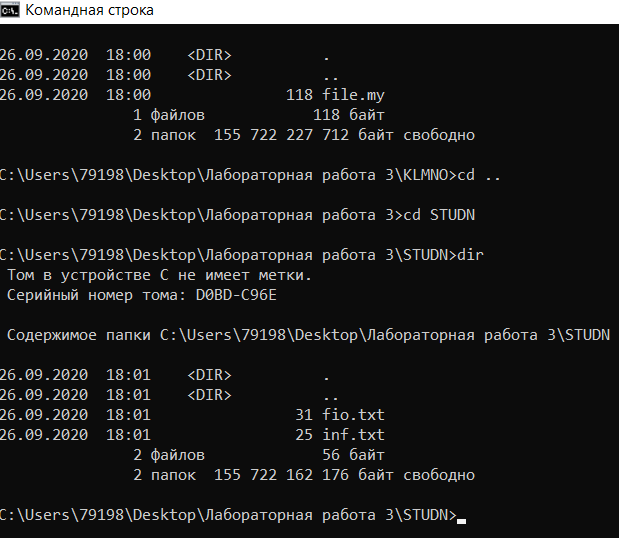 Командная строка
26.09.2020  18:00    <DIR>          .
26.09.2020  18:00    <DIR>          ..
26.09.2020  18:00               118 file.my
               1 файлов            118 байт
               2 папок  155 722 227 712 байт свободно
C:\Users\79198\Desktop\Лабораторная работа 3\KLMNO>cd ..
C:\Users\79198\Desktop\Лабораторная работа 3>cd STUDN
C:\Users\79198\Desktop\Лабораторная работа 3\STUDN>dir
 Том в устройстве C не имеет метки.
 Серийный номер тома: D0BD-C96E
 Содержимое папки C:\Users\79198\Desktop\Лабораторная работа 3\STUDN
26.09.2020  18:01    <DIR>          .
26.09.2020  18:01    <DIR>          ..
26.09.2020  18:01                31 fio.txt
26.09.2020  18:01                25 inf.txt
               2 файлов             56 байт
               2 папок  155 722 162 176 байт свободно
C:\Users\79198\Desktop\Лабораторная работа 3\STUDN>